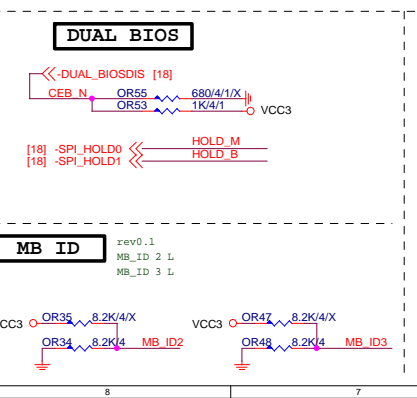 DUAL BIOS
-DUAL_BIOSDIS [18]
CEB_N OR55 680/4/1/X
OR53 1K/4/1 VCC3
[18] -SPI_HOLD0 HOLD_M
[18] -SPI_HOLD1 HOLD_B
MB ID
rev0.1
MB_ID 2 L
MB_ID 3 L
CC3 OR35 8.2K/4/X VCC3 OR47 8.2K/4/X
OR34 8.2K/4 MB_ID2 OR48 8.2K/4 MB_ID3
8 7